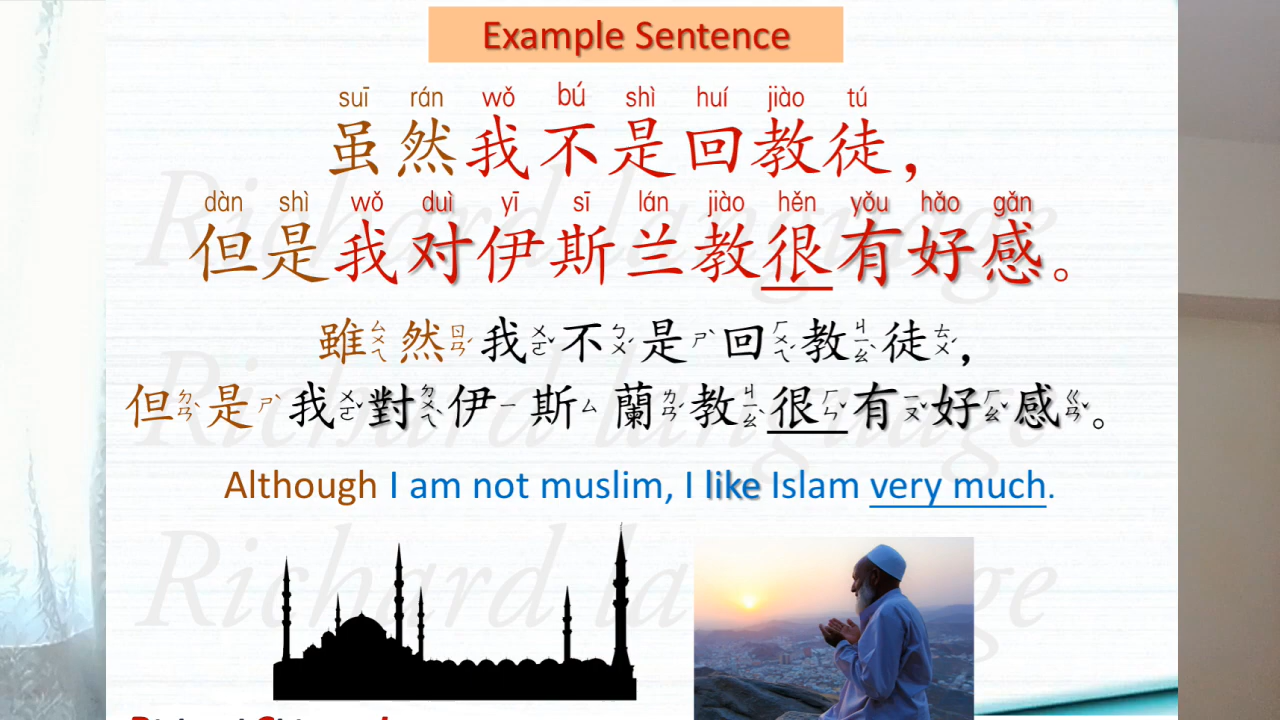 Example Sentence
suī rán wǒ bú shì huí jiào tú
虽然我不是回教徒，
dàn shì wǒ duì yī sī lán jiào hěn yǒu hǎo gǎn
但是我对伊斯兰教很有好感。
雖ㄙㄨㄟ然ㄖㄢˊ我ㄨㄛˇ不ㄅㄨˊ是ㄕˋ回ㄏㄨㄟˊ教ㄐㄧㄠˋ徒ㄊㄨˊ，
但ㄉㄢˋ是ㄕˋ我ㄨㄛˇ對ㄉㄨㄟˋ伊ㄧ斯ㄙ蘭ㄌㄢˊ教ㄐㄧㄠˋ很ㄏㄣˇ有ㄧㄡˇ好ㄏㄠˇ感ㄍㄢˇ。
Although I am not muslim, I like Islam very much.
Richard language
Richard language
Richard language